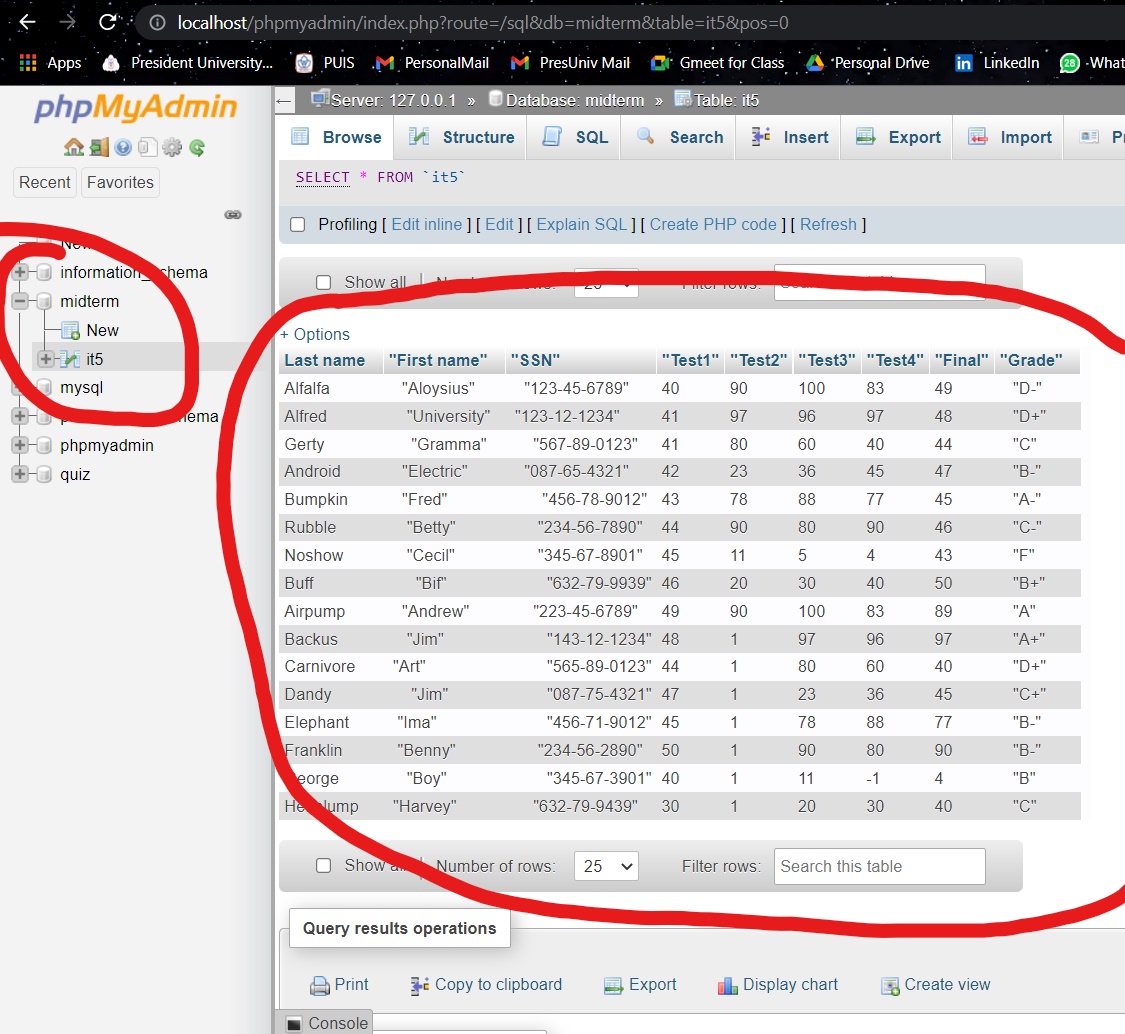 localhost/phpmyadmin/index.php?route=/sql&db=midterm&table=it5&pos=0
Apps President University... PUIS PersonalMail PresUniv Mail Gmeet for Class Personal Drive LinkedIn 28 What
phpMyAdmin
Recent Favorites
New
information_schema
midterm
New
it5
mysql
phpmyadmin
quiz
Server: 127.0.0.1 » Database: midterm » Table: it5
Browse Structure SQL Search Insert Export Import
SELECT * FROM `it5`
Profiling [ Edit inline ] [ Edit ] [ Explain SQL ] [ Create PHP code ] [ Refresh ]
Show all 25 Filter rows:
+ Options
Last name "First name" "SSN" "Test1" "Test2" "Test3" "Test4" "Final" "Grade"
Alfalfa "Aloysius" "123-45-6789" 40 90 100 83 49 "D-"
Alfred "University" "123-12-1234" 41 97 96 97 48 "D+"
Gerty "Gramma" "567-89-0123" 41 80 60 40 44 "C"
Android "Electric" "087-65-4321" 42 23 36 45 47 "B-"
Bumpkin "Fred" "456-78-9012" 43 78 88 77 45 "A-"
Rubble "Betty" "234-56-7890" 44 90 80 90 46 "C-"
Noshow "Cecil" "345-67-8901" 45 11 5 4 43 "F"
Buff "Bif" "632-79-9939" 46 20 30 40 50 "B+"
Airpump "Andrew" "223-45-6789" 49 90 100 83 89 "A"
Backus "Jim" "143-12-1234" 48 1 97 96 97 "A+"
Carnivore "Art" "565-89-0123" 44 1 80 60 40 "D+"
Dandy "Jim" "087-75-4321" 47 1 23 36 45 "C+"
Elephant "Ima" "456-71-9012" 45 1 78 88 77 "B-"
Franklin "Benny" "234-56-2890" 50 1 90 80 90 "B-"
George "Boy" "345-67-3901" 40 1 11 -1 4 "B"
"Harvey" "632-79-9439" 30 1 20 30 40 "C"
Show all Number of rows: 25 Filter rows: Search this table
Query results operations
Print Copy to clipboard Export Display chart Create view
Console